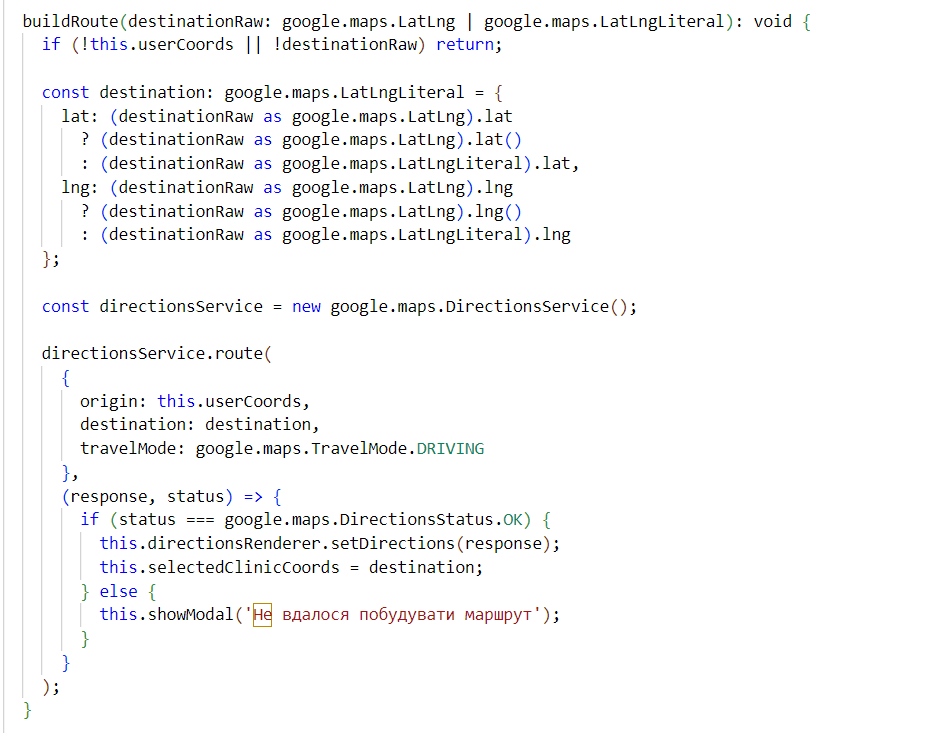 buildRoute(destinationRaw: google.maps.LatLng | google.maps.LatLngLiteral): void {
if (!this.userCoords || !destinationRaw) return;
const destination: google.maps.LatLngLiteral = {
lat: (destinationRaw as google.maps.LatLng).lat
? (destinationRaw as google.maps.LatLng).lat()
: (destinationRaw as google.maps.LatLngLiteral).lat,
lng: (destinationRaw as google.maps.LatLng).lng
? (destinationRaw as google.maps.LatLng).lng()
: (destinationRaw as google.maps.LatLngLiteral).lng
};
const directionsService = new google.maps.DirectionsService();
directionsService.route(
{
origin: this.userCoords,
destination: destination,
travelMode: google.maps.TravelMode.DRIVING
},
(response, status) => {
if (status === google.maps.DirectionsStatus.OK) {
this.directionsRenderer.setDirections(response);
this.selectedClinicCoords = destination;
} else {
this.showModal('Не вдалося побудувати маршрут');
}
}
);
}